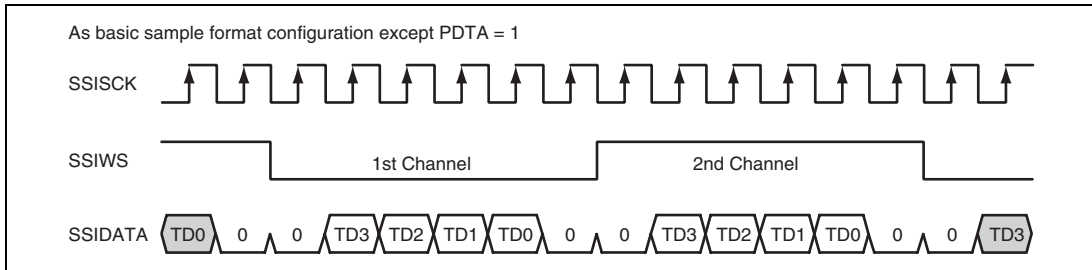 As basic sample format configuration except PDTA = 1
SSISCK
SSIWS 1st Channel 2nd Channel
SSIDATA TD0 0 0 TD3 TD2 TD1 TD0 0 0 TD3 TD2 TD1 TD0 0 0 TD3